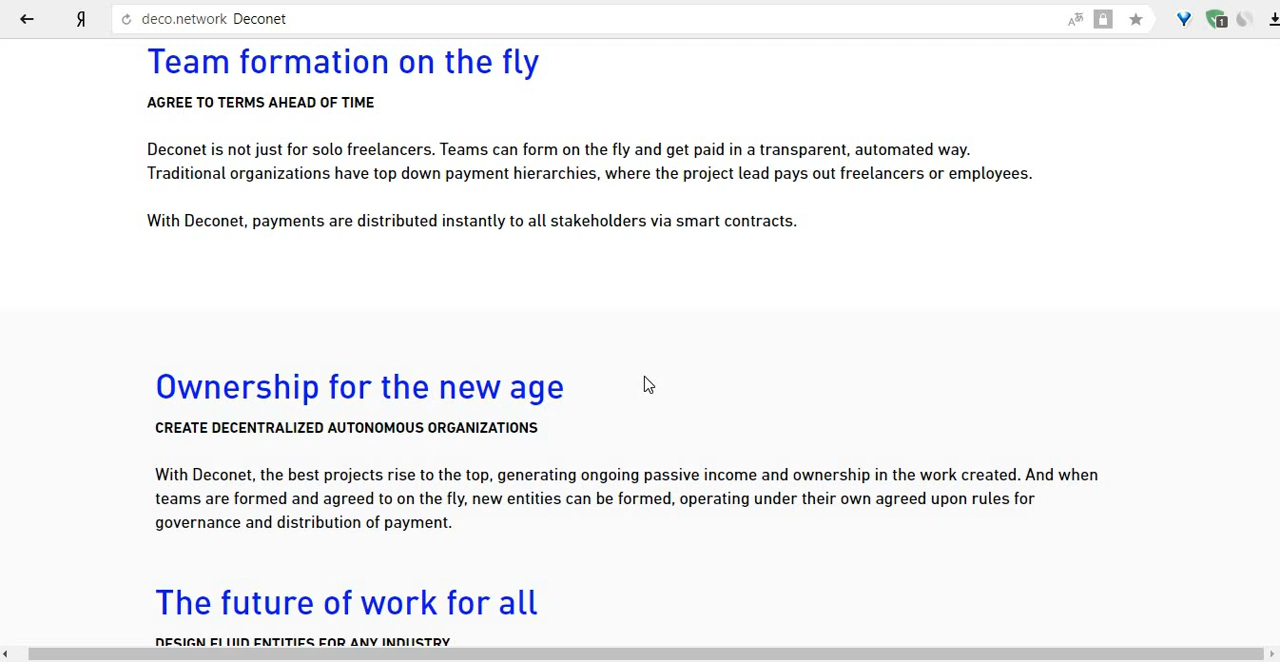 Я
deco.network Deconet
1
Team formation on the fly
AGREE TO TERMS AHEAD OF TIME
Deconet is not just for solo freelancers. Teams can form on the fly and get paid in a transparent, automated way.
Traditional organizations have top down payment hierarchies, where the project lead pays out freelancers or employees.
With Deconet, payments are distributed instantly to all stakeholders via smart contracts.
Ownership for the new age
CREATE DECENTRALIZED AUTONOMOUS ORGANIZATIONS
With Deconet, the best projects rise to the top, generating ongoing passive income and ownership in the work created. And when
teams are formed and agreed to on the fly, new entities can be formed, operating under their own agreed upon rules for
governance and distribution of payment.
The future of work for all
DESIGN FLUID ENTITIES FOR ANY INDUSTRY